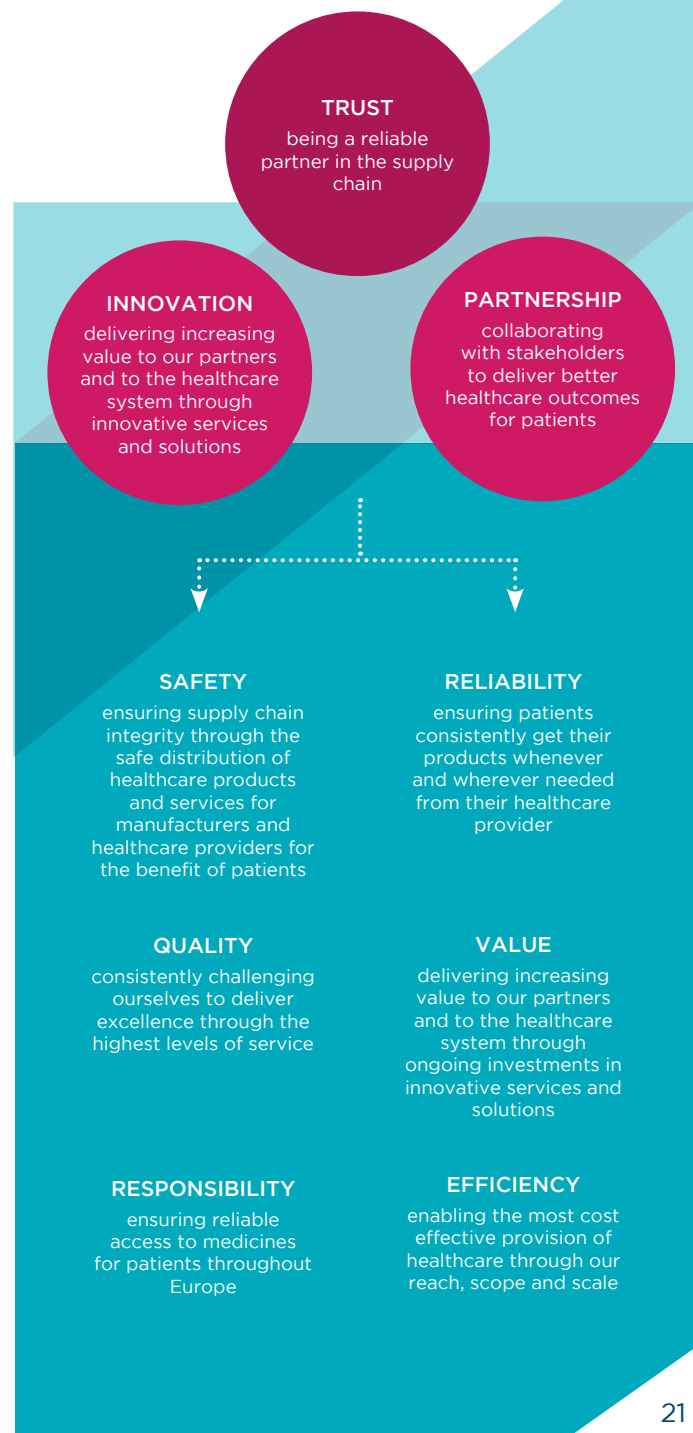 TRUST
being a reliable
partner in the supply
chain
INNOVATION
delivering increasing
value to our partners
and to the healthcare
system through
innovative services
and solutions
PARTNERSHIP
collaborating
with stakeholders
to deliver better
healthcare outcomes
for patients
SAFETY
ensuring supply chain
integrity through the
safe distribution of
healthcare products
and services for
manufacturers and
healthcare providers for
the benefit of patients
RELIABILITY
ensuring patients
consistently get their
products whenever
and wherever needed
from their healthcare
provider
QUALITY
consistently challenging
ourselves to deliver
excellence through the
highest levels of service
VALUE
delivering increasing
value to our partners
and to the healthcare
system through
ongoing investments in
innovative services and
solutions
RESPONSIBILITY
ensuring reliable
access to medicines
for patients throughout
Europe
EFFICIENCY
enabling the most cost
effective provision of
healthcare through our
reach, scope and scale
21